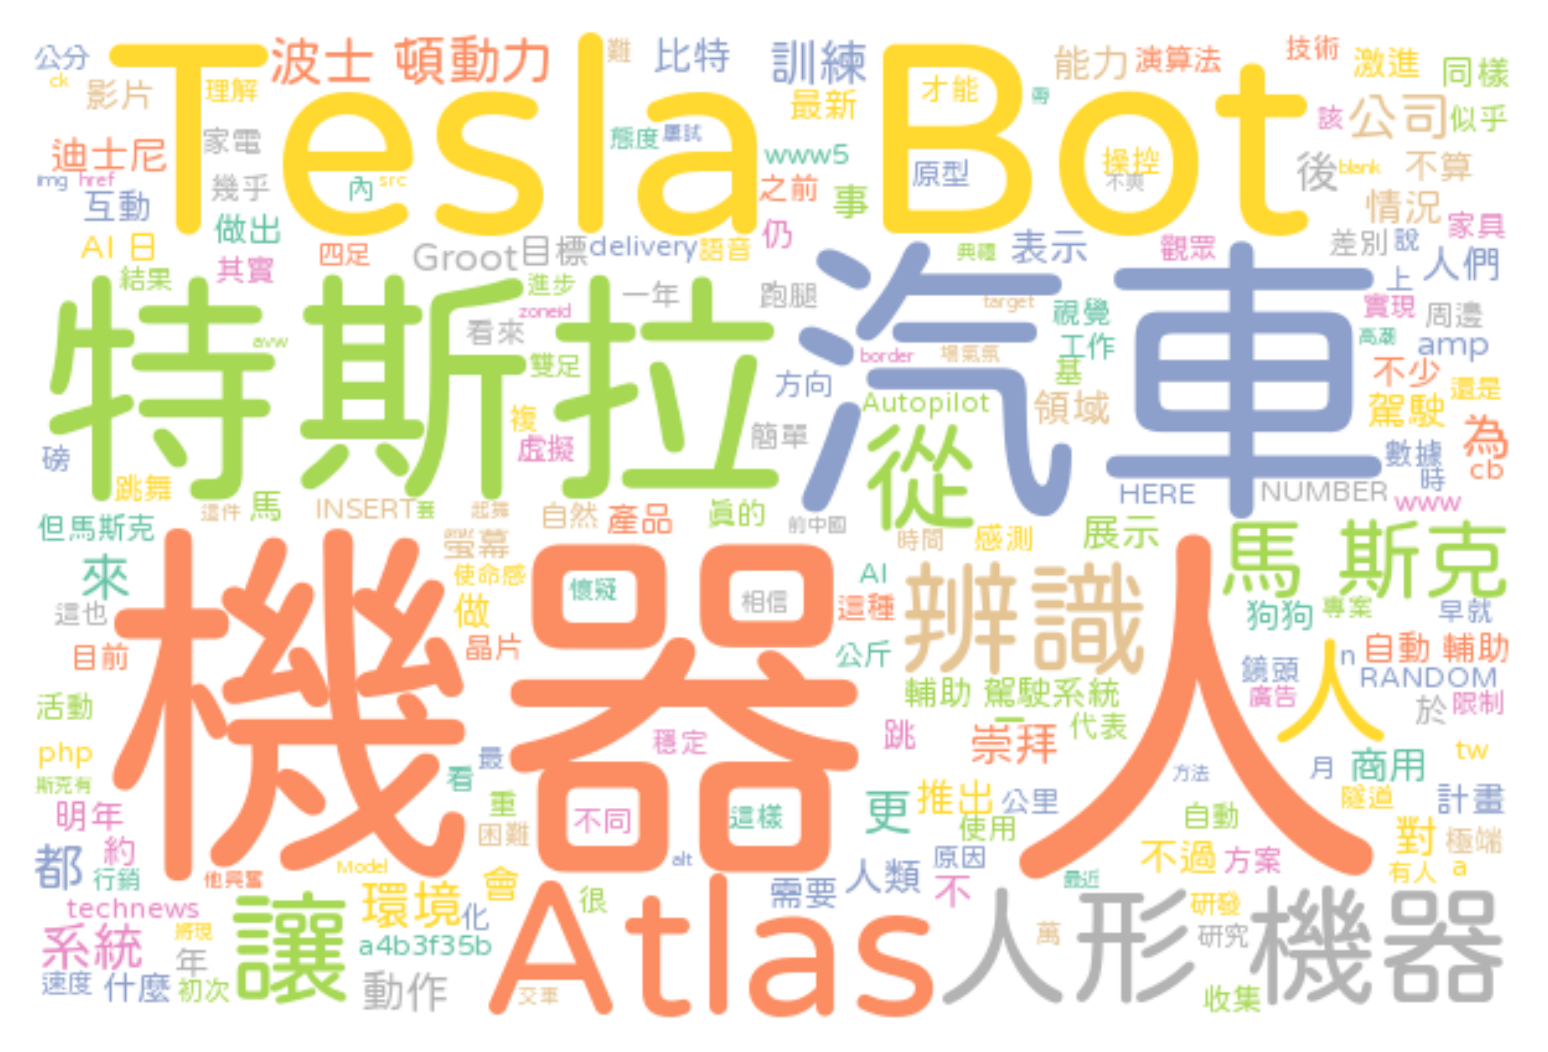 公分
ck
影片
Tesla Bot
理解
波士 頓動力
難
比特
訓練
最新
才能
帶
能力
演算法
技術
激進
同樣
迪士尼
家電
態度
www5
原型
操控
不爽
該
公司
似乎
img
href
幾乎
內
src
之前
事
後
blank
不算
互動
做出
情況
AI 日
其實
四足
Groot
目標
delivery
語音
仍
典禮
表示
觀眾
差別
說
家具
人們
上
結果
進步
一年
跑腿
target
視覺
實現
周邊
特斯拉
汽車
zoneid
看來
avw
雙足
方向
border
場氣氛
工作
基
高潮
amp
不少
還是
複
虛擬
簡單
Autopilot
從
領域
駕駛
為
磅
跳舞
數據
時
cb
HERE
NUMBER
www
但馬斯克
這件
馬
INSERT
起舞
自然
產品
真的
前中國
時間
感測
展示
馬 斯克
來
螢幕
使命感
機器人
懷疑
相信
AI
這種
辨識
狗狗
專案
早就
這也
做
目前
晶片
公斤
鏡頭
n
自動 輔助
RANDOM
活動
輔助 駕駛系統
一
代表
廣告
人
於
限制
php
穩定
跳
崇拜
斯克有
看
最
方法
月
商用
tw
明年
重
不同
這樣
更
推出
公里
隧道
計畫
困難
使用
自動
對
極端
都
約
行銷
他興奮
Model
alt
人類
原因
不過
方案
有人
a
technews
環境
會
需要
不
最近
系統
將現
讓
化
很
Atlas
人形機器
萬
研發
研究
年
a4b3f35b
速度
什麼
初次
動作
交車
收集